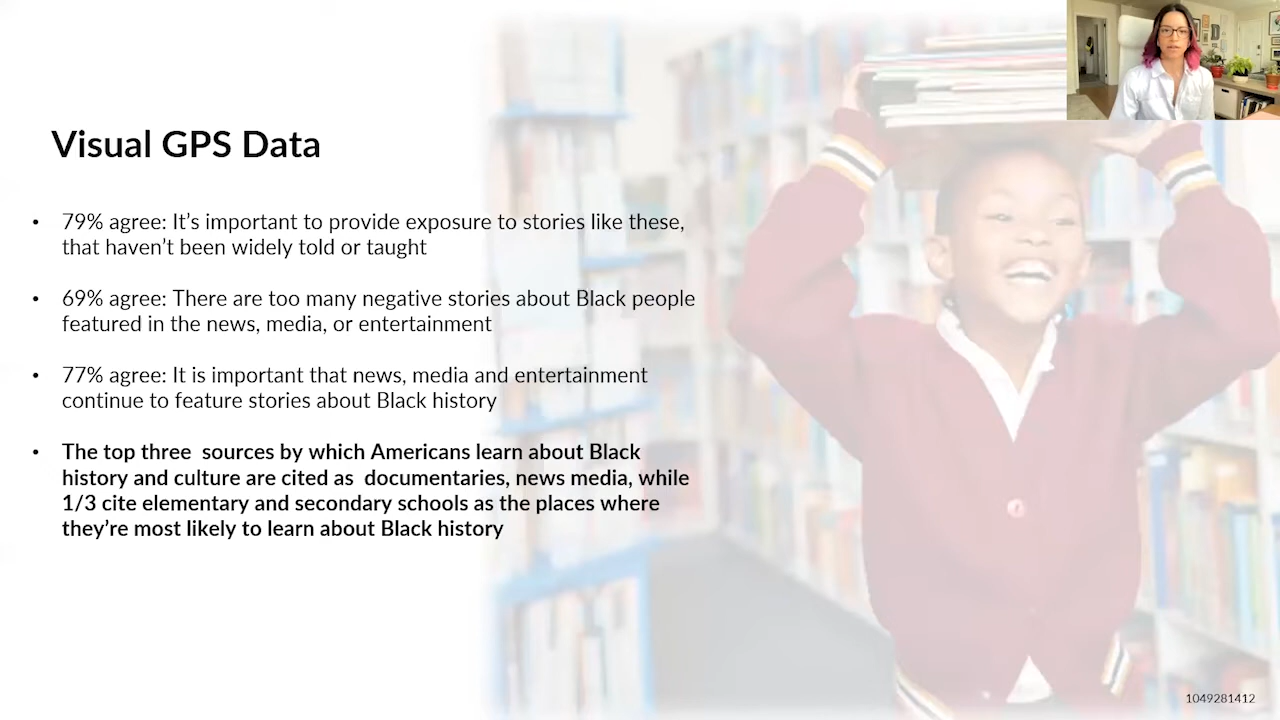 Visual GPS Data
• 79% agree: It’s important to provide exposure to stories like these,
that haven’t been widely told or taught
• 69% agree: There are too many negative stories about Black people
featured in the news, media, or entertainment
• 77% agree: It is important that news, media and entertainment
continue to feature stories about Black history
• The top three  sources by which Americans learn about Black
history and culture are cited as  documentaries, news media, while
1/3 cite elementary and secondary schools as the places where
they’re most likely to learn about Black history
1049281412